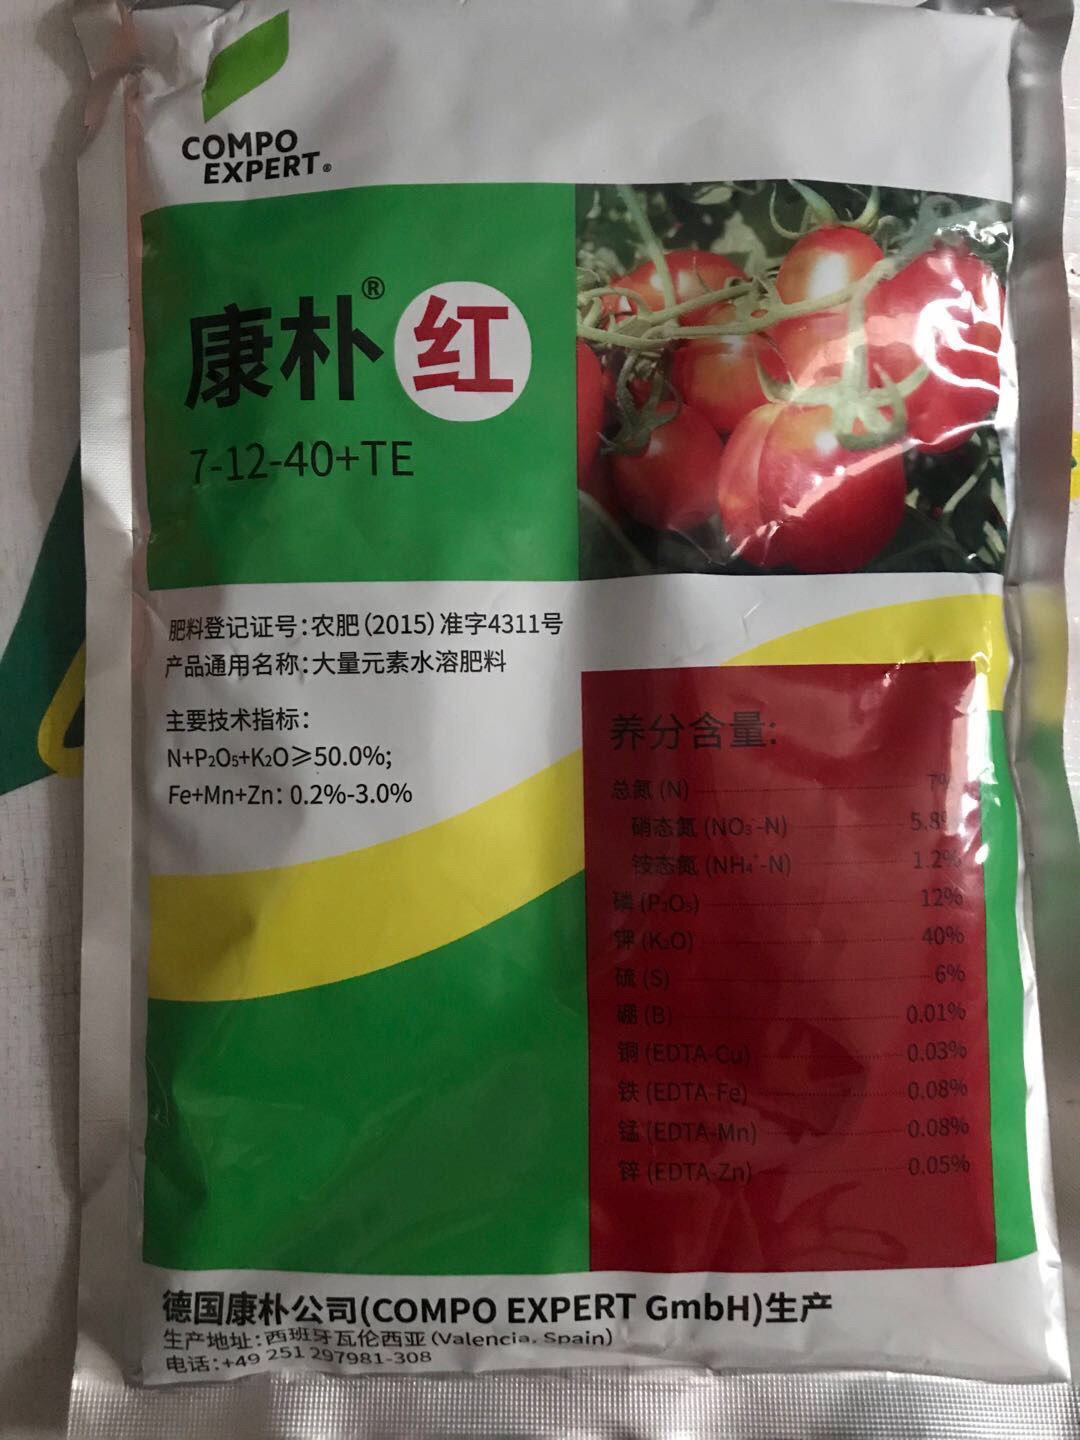 COMPO
EXPERT®
康朴®红
7-12-40+TE
肥料登记证号：农肥（2015）准字4311号
产品通用名称：大量元素水溶肥料
主要技术指标：
N+P₂O₅+K₂O≥50.0%;
Fe+Mn+Zn：0.2%-3.0%
养分含量:
总氮 (N) 7%
硝态氮 (NO₃⁻-N) 5.8%
铵态氮 (NH₄⁺-N) 1.2%
磷 (P₂O₅) 12%
钾 (K₂O) 40%
硫 (S) 6%
硼 (B) 0.01%
铜 (EDTA-Cu) 0.03%
铁 (EDTA-Fe) 0.08%
锰 (EDTA-Mn) 0.08%
锌 (EDTA-Zn) 0.05%
德国康朴公司(COMPO EXPERT GmbH)生产
生产地址：西班牙瓦伦西亚（Valencia, Spain）
电话：+49 251 297981-308